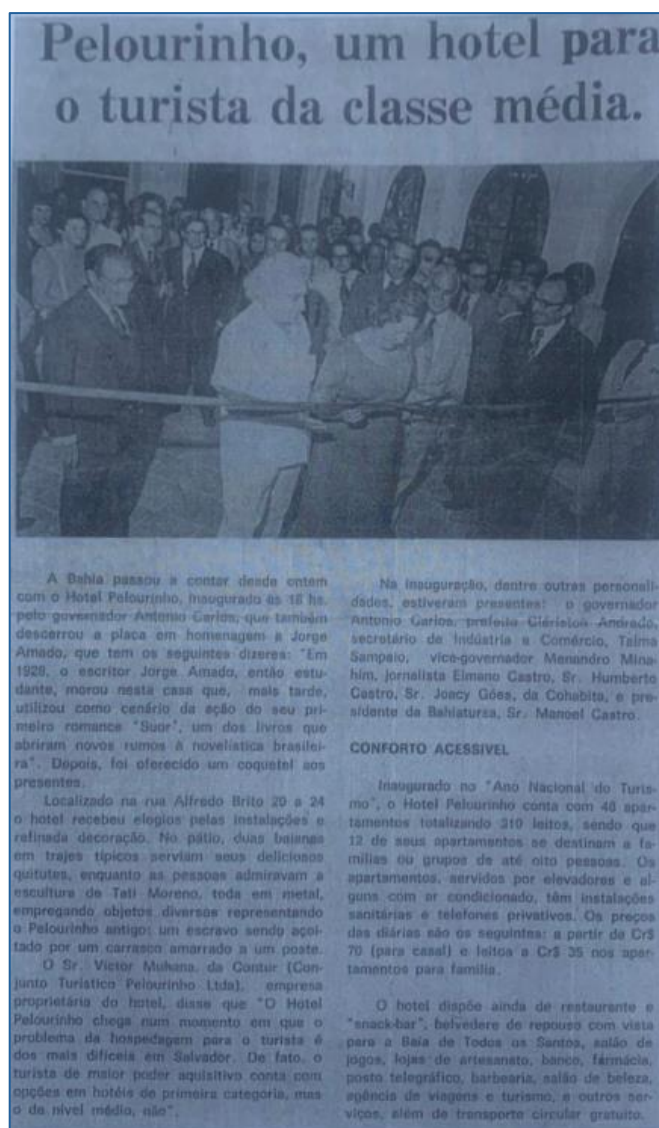 Pelourinho, um hotel para
o turista da classe média.
A Bahia passou a contar desde ontem
com o Hotel Pelourinho, inaugurado às 18 hs.
pelo governador Antonio Carlos, que também
descerrou a placa em homenagem a Jorge
Amado, que tem os seguintes dizeres: "Em
1928, o escritor Jorge Amado, então estu-
dante, morou nesta casa que, mais tarde,
utilizou como cenário da ação do seu pri-
meiro romance "Suor", um dos livros que
abriram novos rumos à novelística brasilei-
ra". Depois, foi oferecido um coquetel aos
presentes.
Localizado na rua Alfredo Brito 20 a 24
o hotel recebeu elogios pelas instalações e
refinada decoração. No pátio, duas baianas
em trajes típicos serviam seus deliciosos
quitutes, enquanto as pessoas admiravam a
escultura de Tati Moreno, toda em metal,
empregando objetos diversos representando
o Pelourinho antigo: um escravo sendo açoi-
tado por um carrasco amarrado a um poste.
O Sr. Victor Muhana, da Contur (Con-
junto Turístico Pelourinho Ltda), empresa
proprietária do hotel, disse que "O Hotel
Pelourinho chega num momento em que o
problema da hospedagem para o turista é
dos mais difíceis em Salvador. De fato, o
turista de maior poder aquisitivo conta com
opções em hotéis de primeira categoria, mas
o de nível médio, não".
Na inauguração, dentre outras personali-
dades, estiveram presentes: o governador
Antonio Carlos, prefeito Clériston Andrade,
secretário de Indústria e Comércio, Talma
Sampaio, vice-governador Menandro Mina-
him, jornalista Elmano Castro, Sr. Humberto
Castro, Sr. Joacy Góes, da Cohabita, e pre-
sidente da Bahiatursa, Sr. Manoel Castro.
CONFORTO ACESSIVEL
Inaugurado no "Ano Nacional do Turis-
mo", o Hotel Pelourinho conta com 48 apar-
tamentos totalizando 210 leitos, sendo que
12 de seus apartamentos se destinam a fa-
mílias ou grupos de até oito pessoas. Os
apartamentos, servidos por elevadores e al-
guns com ar condicionado, têm instalações
sanitárias e telefones privativos. Os preços
das diárias são os seguintes: a partir de Cr$
70 (para casal) e leitos a Cr$ 35 nos apar-
tamentos para família.
O hotel dispõe ainda de restaurante e
"snack-bar", belvedere de repouso com vista
para a Baía de Todos os Santos, salão de
jogos, lojas de artesanato, banco, farmácia,
posto telegráfico, barbearia, salão de beleza,
agência de viagens e turismo, e outros ser-
viços, além de transporte circular gratuito.